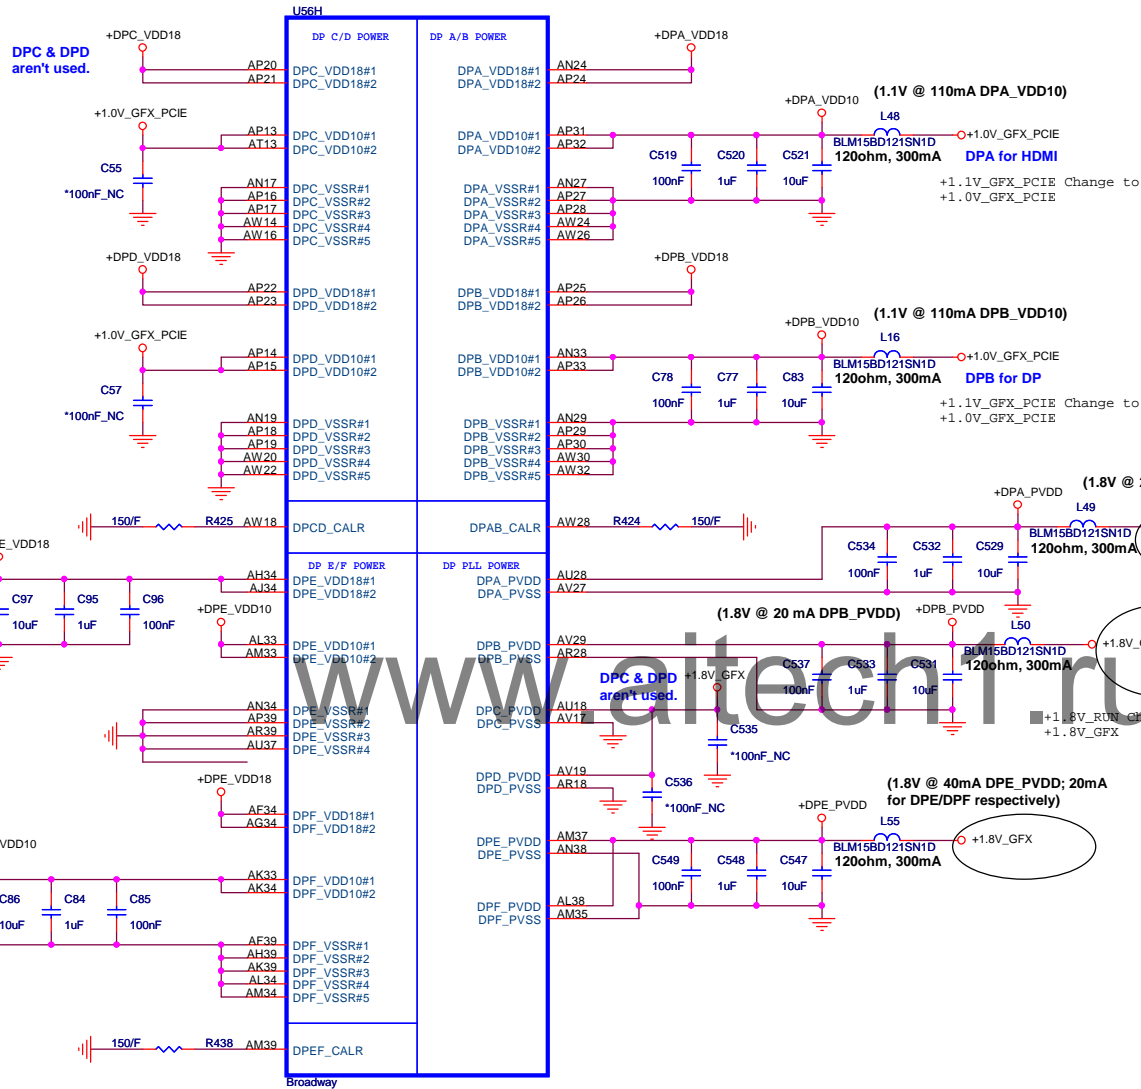 U56H
DP C/D POWER
DP A/B POWER
DPC & DPD
aren't used.
+DPC_VDD18
AP20 DPC_VDD18#1
AP21 DPC_VDD18#2
+1.0V_GFX_PCIE
AP13 DPC_VDD10#1
AT13 DPC_VDD10#2
C55
*100nF_NC
AN17 DPC_VSSR#1
AP16 DPC_VSSR#2
AP17 DPC_VSSR#3
AW14 DPC_VSSR#4
AW16 DPC_VSSR#5
+DPD_VDD18
AP22 DPD_VDD18#1
AP23 DPD_VDD18#2
+1.0V_GFX_PCIE
AP14 DPD_VDD10#1
AP15 DPD_VDD10#2
C57
*100nF_NC
AN19 DPD_VSSR#1
AP18 DPD_VSSR#2
AP19 DPD_VSSR#3
AW20 DPD_VSSR#4
AW22 DPD_VSSR#5
150/F R425 AW18 DPCD_CALR
+DPA_VDD18
DPA_VDD18#1 AN24
DPA_VDD18#2 AP24
(1.1V @ 110mA DPA_VDD10)
+DPA_VDD10
L48
DPA_VDD10#1 AP31
DPA_VDD10#2 AP32
BLM15BD121SN1D
120ohm, 300mA
+1.0V_GFX_PCIE
DPA for HDMI
C519 100nF
C520 1uF
C521 10uF
+1.1V_GFX_PCIE Change to
+1.0V_GFX_PCIE
DPA_VSSR#1 AN27
DPA_VSSR#2 AP27
DPA_VSSR#3 AP28
DPA_VSSR#4 AW24
DPA_VSSR#5 AW26
+DPB_VDD18
DPB_VDD18#1 AP25
DPB_VDD18#2 AP26
(1.1V @ 110mA DPB_VDD10)
+DPB_VDD10
L16
DPB_VDD10#1 AN33
DPB_VDD10#2 AP33
BLM15BD121SN1D
120ohm, 300mA
+1.0V_GFX_PCIE
DPB for DP
C78 100nF
C77 1uF
C83 10uF
+1.1V_GFX_PCIE Change to
+1.0V_GFX_PCIE
DPB_VSSR#1 AN29
DPB_VSSR#2 AP29
DPB_VSSR#3 AP30
DPB_VSSR#4 AW30
DPB_VSSR#5 AW32
DPAB_CALR AW28 R424 150/F
DP E/F POWER
DP PLL POWER
E_VDD18
AH34 DPE_VDD18#1
AJ34 DPE_VDD18#2
C97 10uF
C95 1uF
C96 100nF
+DPE_VDD10
AL33 DPE_VDD10#1
AM33 DPE_VDD10#2
AN34 DPE_VSSR#1
AP39 DPE_VSSR#2
AR39 DPE_VSSR#3
AU37 DPE_VSSR#4
+DPE_VDD18
AF34 DPF_VDD18#1
AG34 DPF_VDD18#2
VDD10
AK33 DPF_VDD10#1
AK34 DPF_VDD10#2
C86 10uF
C84 1uF
C85 100nF
AF39 DPF_VSSR#1
AH39 DPF_VSSR#2
AK39 DPF_VSSR#3
AL34 DPF_VSSR#4
AM34 DPF_VSSR#5
150/F R438 AM39 DPEF_CALR
Broadway
(1.8V @
+DPA_PVDD
L49
BLM15BD121SN1D
120ohm, 300mA
DPA_PVDD AU28
DPA_PVSS AV27
C534 100nF
C532 1uF
C529 10uF
(1.8V @ 20 mA DPB_PVDD)
+DPB_PVDD
L50
DPB_PVDD AV29
DPB_PVSS AR28
BLM15BD121SN1D
120ohm, 300mA
C537 100nF
C533 1uF
C531 10uF
+1.8V_RUN Ch
+1.8V_GFX
DPC & DPD
aren't used.
+1.8V_GFX
DPC_PVDD AU18
DPC_PVSS AV17
C535
*100nF_NC
DPD_PVDD AV19
DPD_PVSS AR18
C536
*100nF_NC
(1.8V @ 40mA DPE_PVDD; 20mA
for DPE/DPF respectively)
+DPE_PVDD
L55
DPE_PVDD AM37
DPE_PVSS AN38
BLM15BD121SN1D
120ohm, 300mA
+1.8V_GFX
C549 100nF
C548 1uF
C547 10uF
DPF_PVDD AL38
DPF_PVSS AM35
www.aitech1.ru